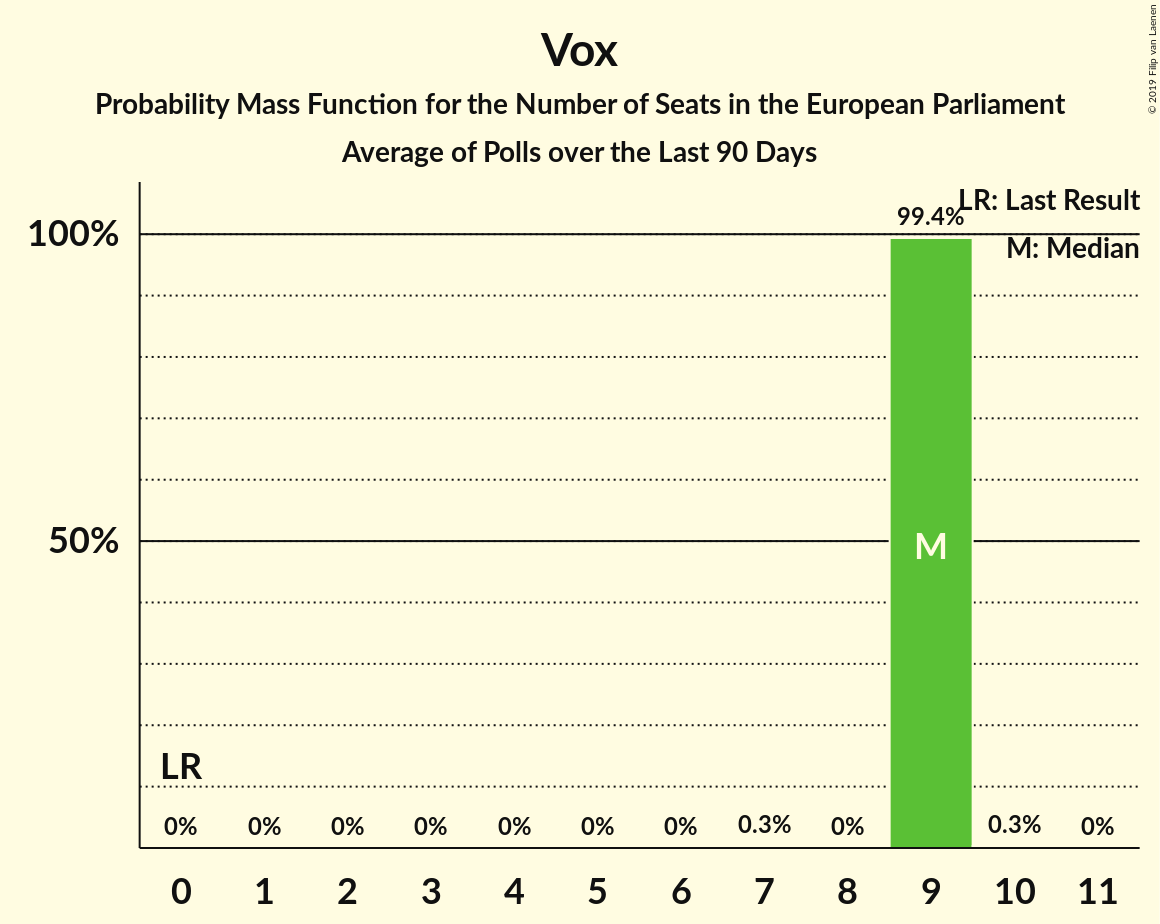 Vox
Probability Mass Function for the Number of Seats in the European Parliament
Average of Polls over the Last 90 Days
© 2019 Filip van Laenen
LR: Last Result
M: Median
99.4%
100%
50%
M
LR
0% 0% 0% 0% 0% 0% 0% 0.3% 0% 0.3% 0%
0 1 2 3 4 5 6 7 8 9 10 11